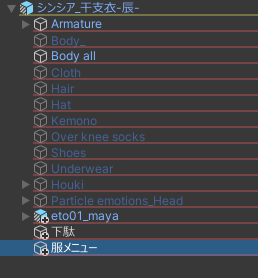 シンシア_干支衣-辰-
Armature
Body_
Body all
Cloth
Hair
Hat
Kemono
Over knee socks
Shoes
Underwear
Houki
Particle emotions_Head
eto01_maya
下駄
服メニュー